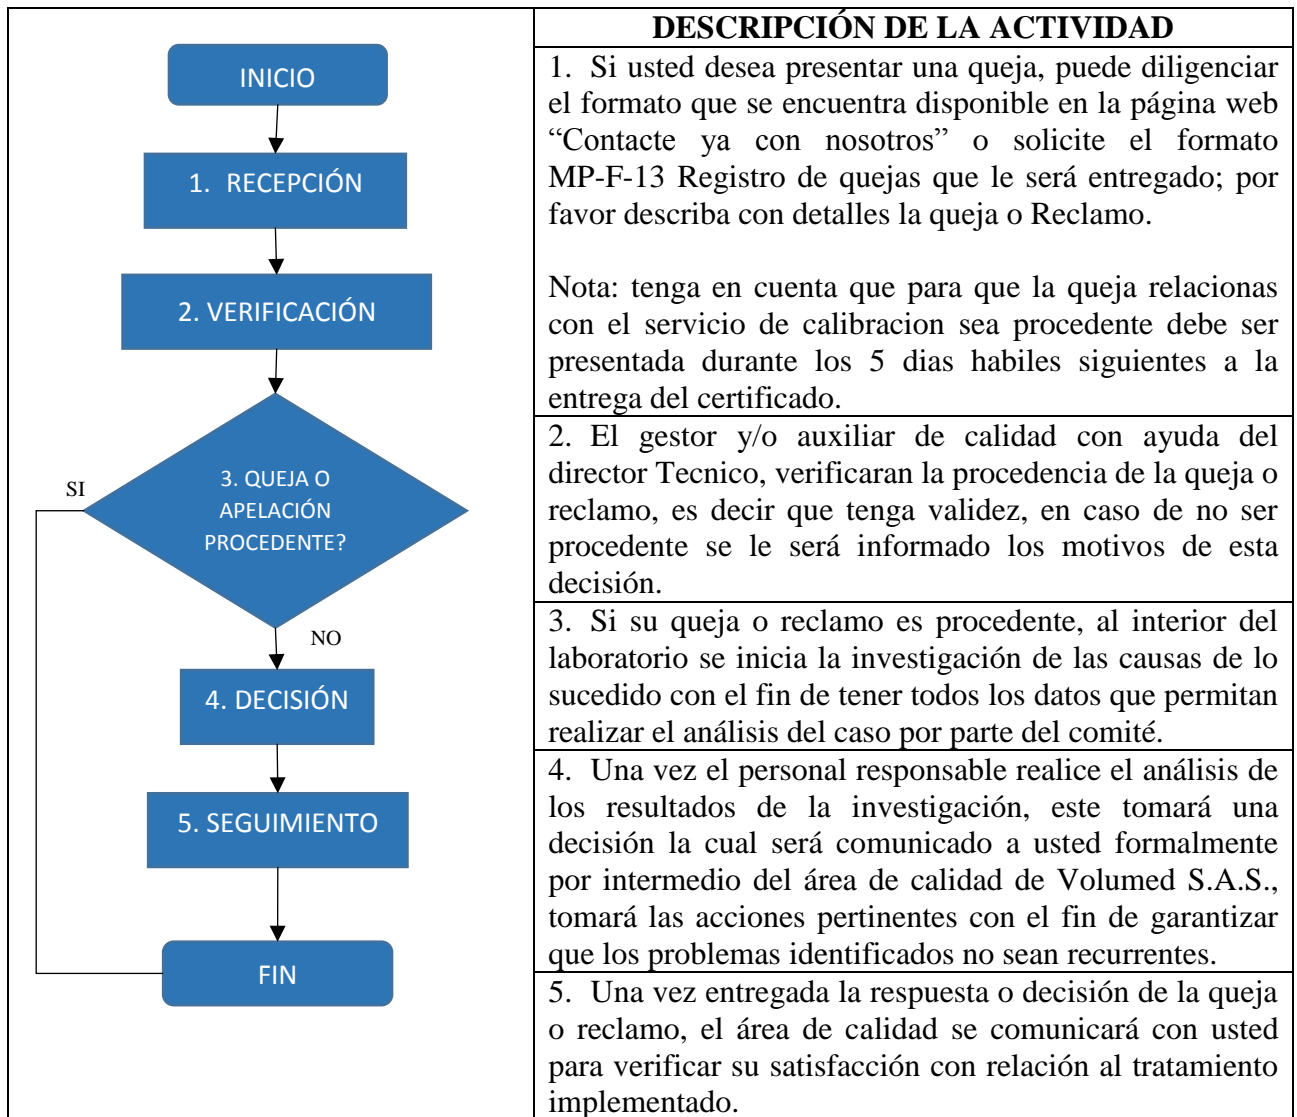 INICIO
1. RECEPCIÓN
2. VERIFICACIÓN
SI
3. QUEJA O
APELACIÓN
PROCEDENTE?
NO
4. DECISIÓN
5. SEGUIMIENTO
FIN
DESCRIPCIÓN DE LA ACTIVIDAD
1. Si usted desea presentar una queja, puede diligenciar
el formato que se encuentra disponible en la página web
“Contacte ya con nosotros” o solicite el formato
MP-F-13 Registro de quejas que le será entregado; por
favor describa con detalles la queja o Reclamo.
Nota: tenga en cuenta que para que la queja relacionas
con el servicio de calibracion sea procedente debe ser
presentada durante los 5 dias habiles siguientes a la
entrega del certificado.
2. El gestor y/o auxiliar de calidad con ayuda del
director Tecnico, verificaran la procedencia de la queja o
reclamo, es decir que tenga validez, en caso de no ser
procedente se le será informado los motivos de esta
decisión.
3. Si su queja o reclamo es procedente, al interior del
laboratorio se inicia la investigación de las causas de lo
sucedido con el fin de tener todos los datos que permitan
realizar el análisis del caso por parte del comité.
4. Una vez el personal responsable realice el análisis de
los resultados de la investigación, este tomará una
decisión la cual será comunicado a usted formalmente
por intermedio del área de calidad de Volumed S.A.S.,
tomará las acciones pertinentes con el fin de garantizar
que los problemas identificados no sean recurrentes.
5. Una vez entregada la respuesta o decisión de la queja
o reclamo, el área de calidad se comunicará con usted
para verificar su satisfacción con relación al tratamiento
implementado.